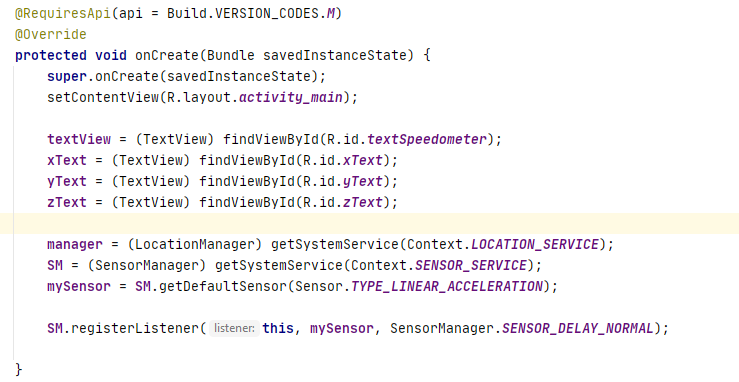 @RequiresApi(api = Build.VERSION_CODES.M)
@Override
protected void onCreate(Bundle savedInstanceState) {
super.onCreate(savedInstanceState);
setContentView(R.layout.activity_main);
textView = (TextView) findViewById(R.id.textSpeedometer);
xText = (TextView) findViewById(R.id.xText);
yText = (TextView) findViewById(R.id.yText);
zText = (TextView) findViewById(R.id.zText);
manager = (LocationManager) getSystemService(Context.LOCATION_SERVICE);
SM = (SensorManager) getSystemService(Context.SENSOR_SERVICE);
mySensor = SM.getDefaultSensor(Sensor.TYPE_LINEAR_ACCELERATION);
SM.registerListener( listener: this, mySensor, SensorManager.SENSOR_DELAY_NORMAL);
}